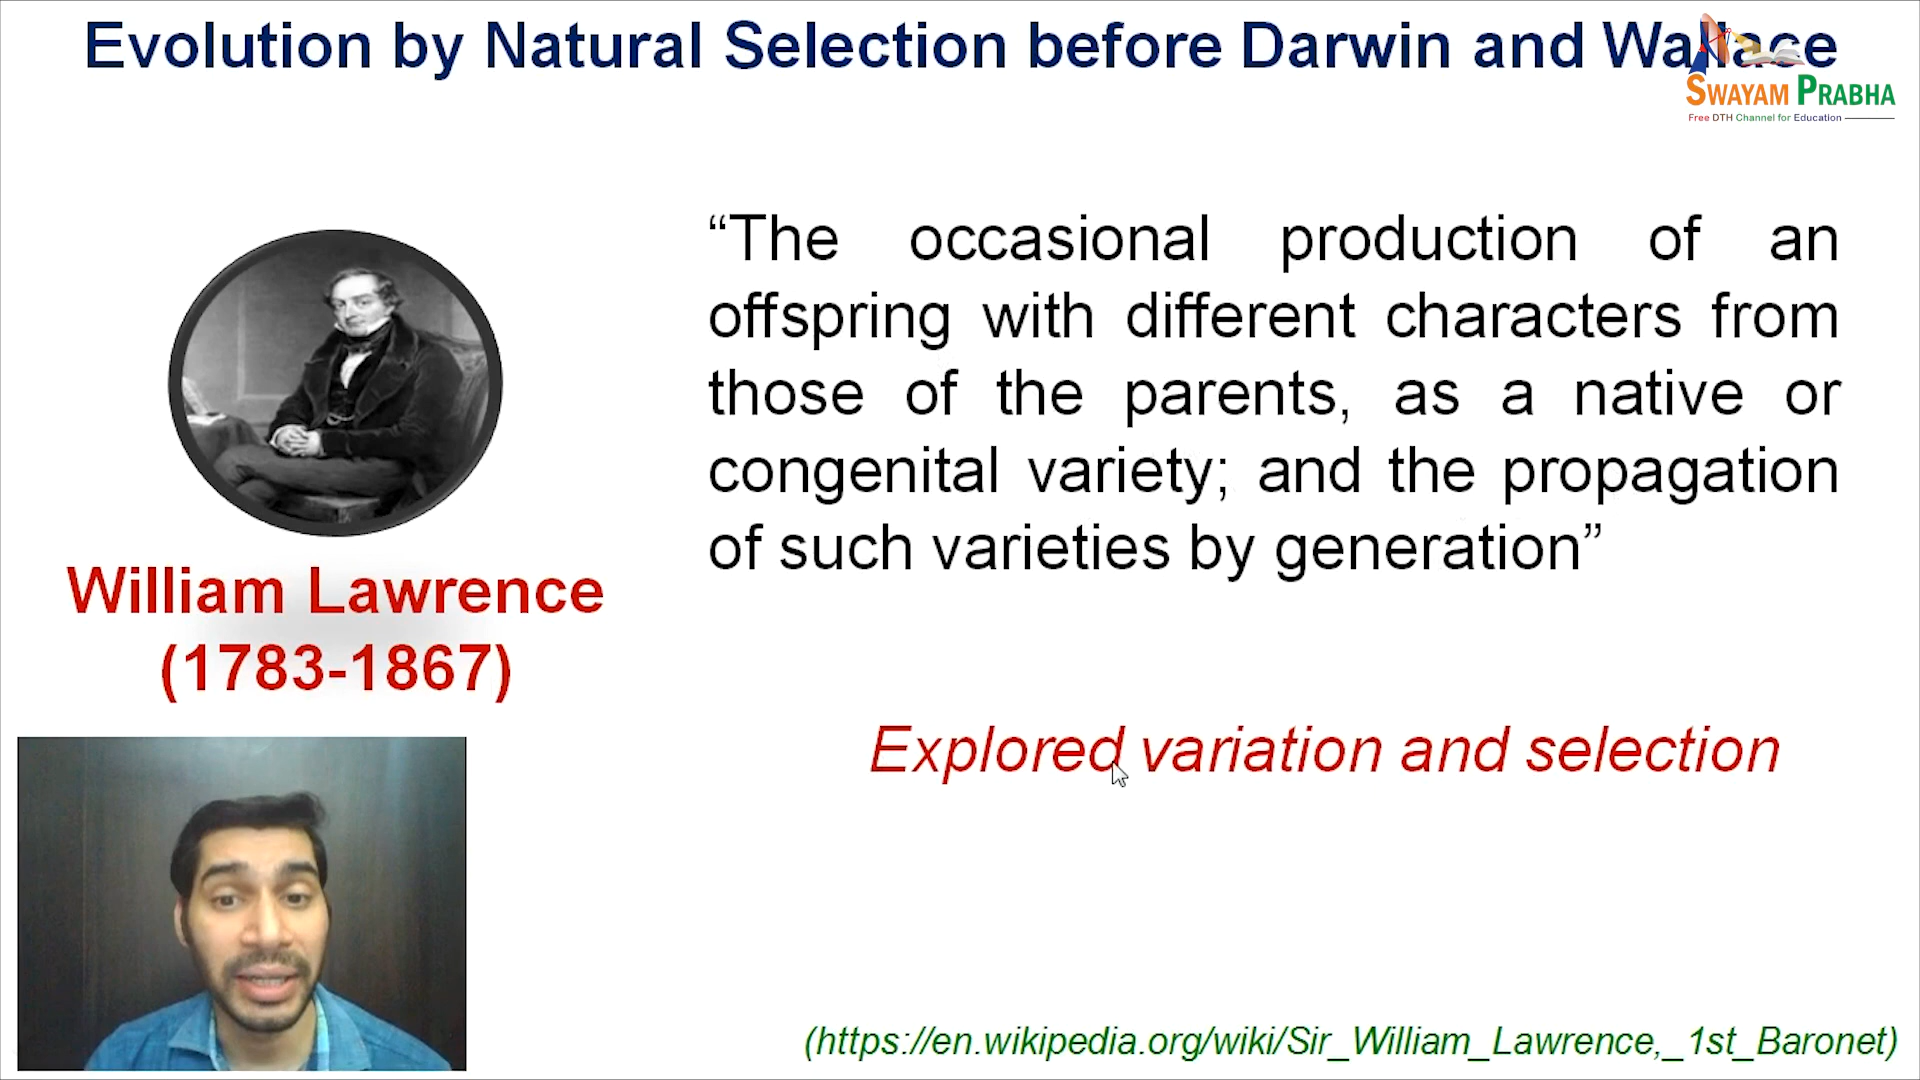 Evolution by Natural Selection before Darwin and Wallace
SWAYAM PRABHA
Free DTH Channel for Education
“The occasional production of an
offspring with different characters from
those of the parents, as a native or
congenital variety; and the propagation
of such varieties by generation”
William Lawrence
(1783-1867)
Explored variation and selection
(https://en.wikipedia.org/wiki/Sir_William_Lawrence,_1st_Baronet)